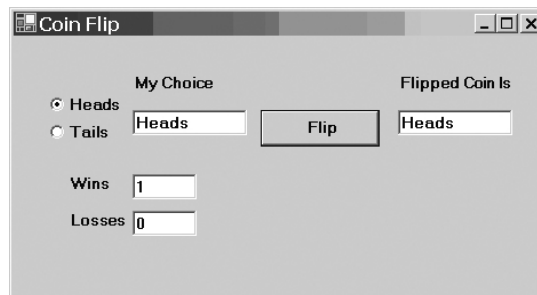 Coin Flip
My Choice
Flipped Coin Is
Heads
Tails
Heads
Flip
Heads
Wins
1
Losses
0